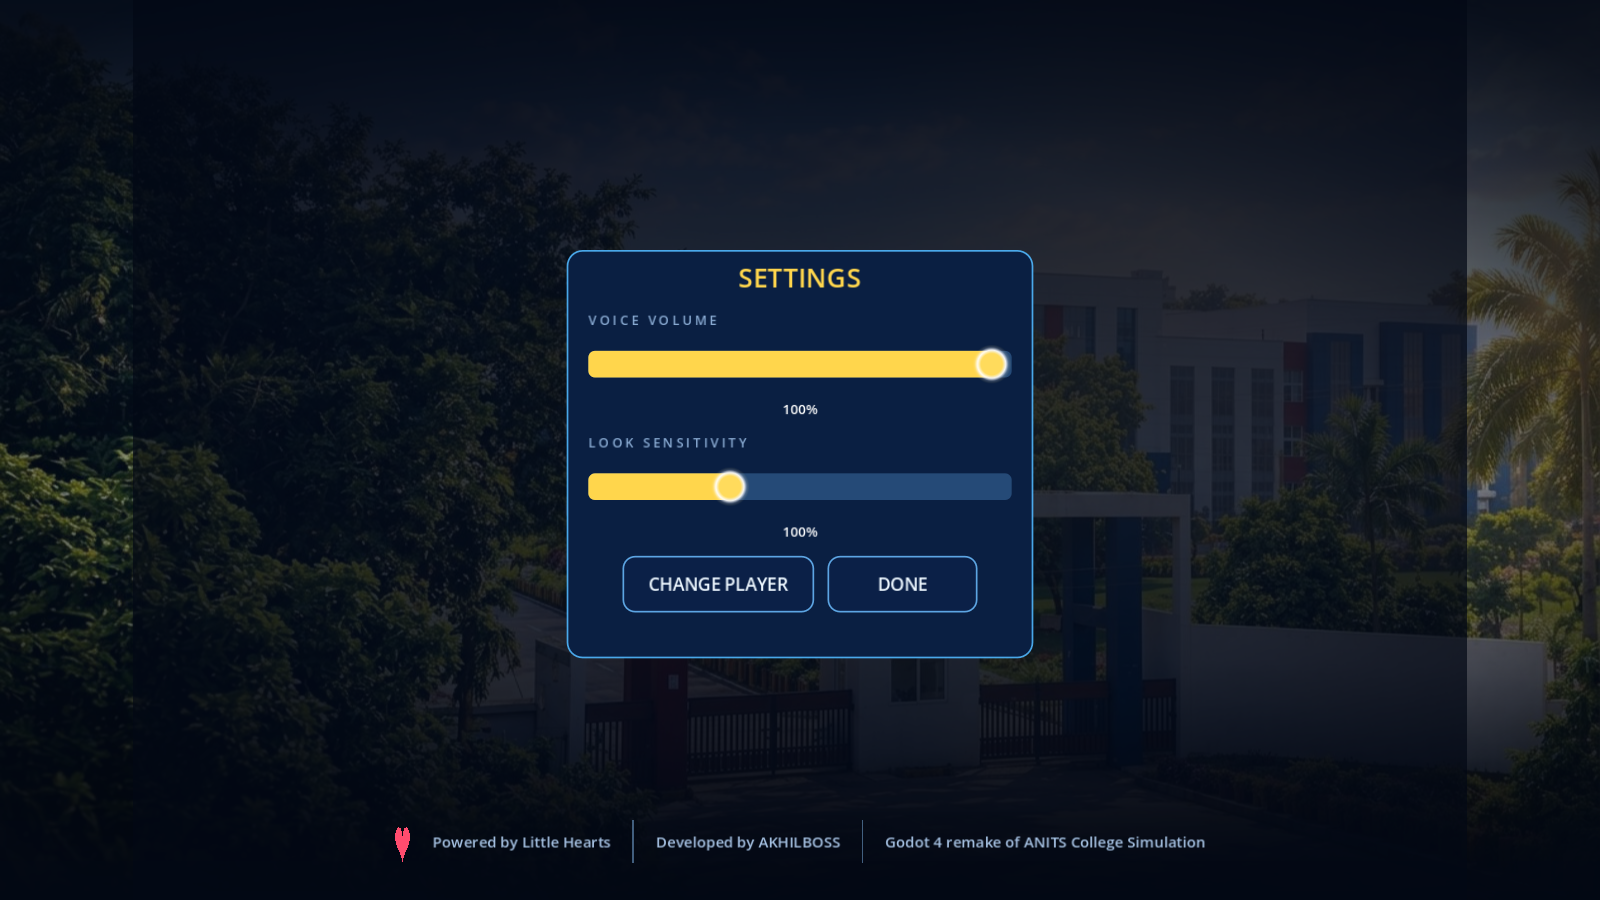 SETTINGS
VOICE VOLUME
100%
LOOK SENSITIVITY
100%
CHANGE PLAYER
DONE
Powered by Little Hearts
Developed by AKHILBOSS
Godot 4 remake of ANITS College Simulation